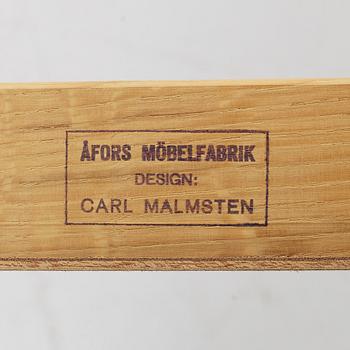 ÅFORS MÖBELFABRIK
DESIGN:
CARL MALMSTEN